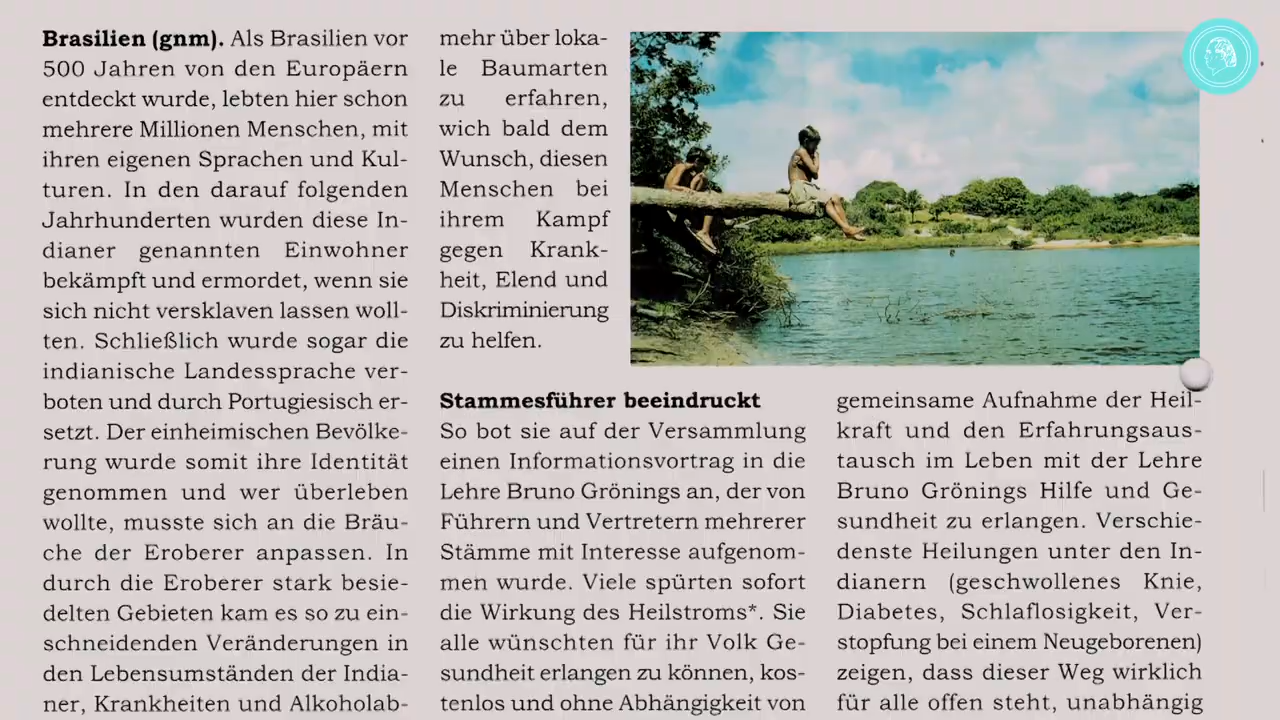 Brasilien (gnm). Als Brasilien vor
500 Jahren von den Europäern
entdeckt wurde, lebten hier schon
mehrere Millionen Menschen, mit
ihren eigenen Sprachen und Kul-
turen. In den darauf folgenden
Jahrhunderten wurden diese In-
dianer genannten Einwohner
bekämpft und ermordet, wenn sie
sich nicht versklaven lassen woll-
ten. Schließlich wurde sogar die
indianische Landessprache ver-
boten und durch Portugiesisch er-
setzt. Der einheimischen Bevölke-
rung wurde somit ihre Identität
genommen und wer überleben
wollte, musste sich an die Bräu-
che der Eroberer anpassen. In
durch die Eroberer stark besie-
delten Gebieten kam es so zu ein-
schneidenden Veränderungen in
den Lebensumständen der India-
ner, Krankheiten und Alkoholab-
mehr über loka-
le Baumarten
zu erfahren,
wich bald dem
Wunsch, diesen
Menschen bei
ihrem Kampf
gegen Krank-
heit, Elend und
Diskriminierung
zu helfen.
Stammesführer beeindruckt
So bot sie auf der Versammlung
einen Informationsvortrag in die
Lehre Bruno Grönings an, der von
Führern und Vertretern mehrerer
Stämme mit Interesse aufgenom-
men wurde. Viele spürten sofort
die Wirkung des Heilstroms*. Sie
alle wünschten für ihr Volk Ge-
sundheit erlangen zu können, kos-
tenlos und ohne Abhängigkeit von
gemeinsame Aufnahme der Heil-
kraft und den Erfahrungsaus-
tausch im Leben mit der Lehre
Bruno Grönings Hilfe und Ge-
sundheit zu erlangen. Verschie-
denste Heilungen unter den In-
dianern (geschwollenes Knie,
Diabetes, Schlaflosigkeit, Ver-
stopfung bei einem Neugeborenen)
zeigen, dass dieser Weg wirklich
für alle offen steht, unabhängig